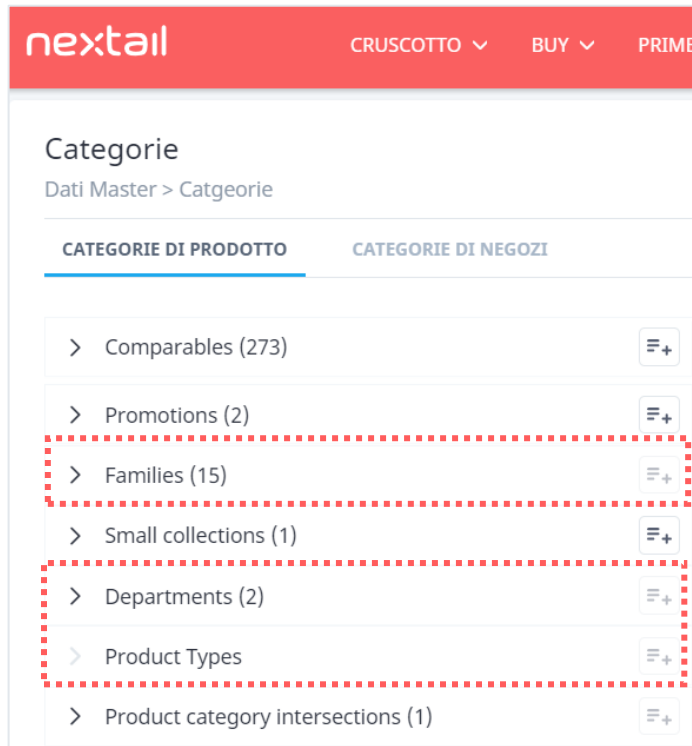 nextail
CRUSCOTTO BUY PRIME
Categorie
Dati Master > Catgeorie
CATEGORIE DI PRODOTTO CATEGORIE DI NEGOZI
Comparables (273)
Promotions (2)
Families (15)
Small collections (1)
Departments (2)
Product Types
Product category intersections (1)